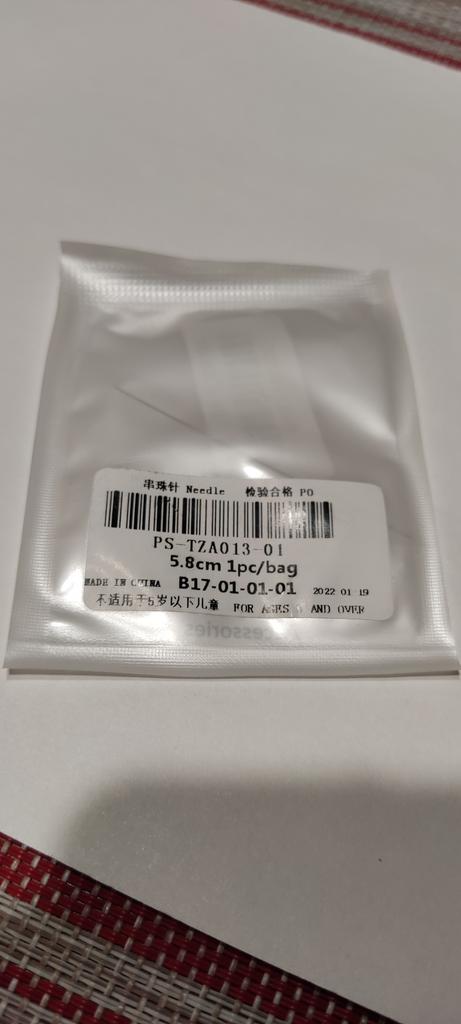 串珠针 Needle 检验合格 PO
PS-TZA013-01
5.8cm 1pc/bag
MADE IN CHINA B17-01-01-01 2022 01 19
不适用于5岁以下儿童 FOR AGES AND OVER
ccessories